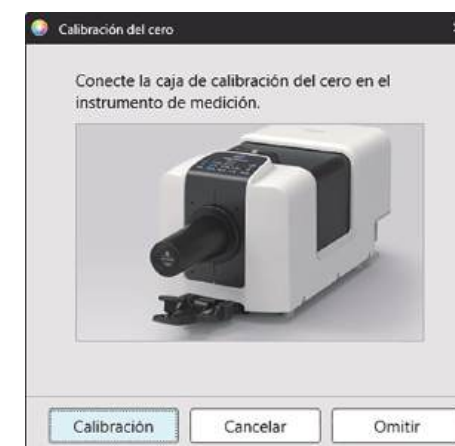 Calibración del cero
Conecte la caja de calibración del cero en el
instrumento de medición.
Calibración
Cancelar
Omitir